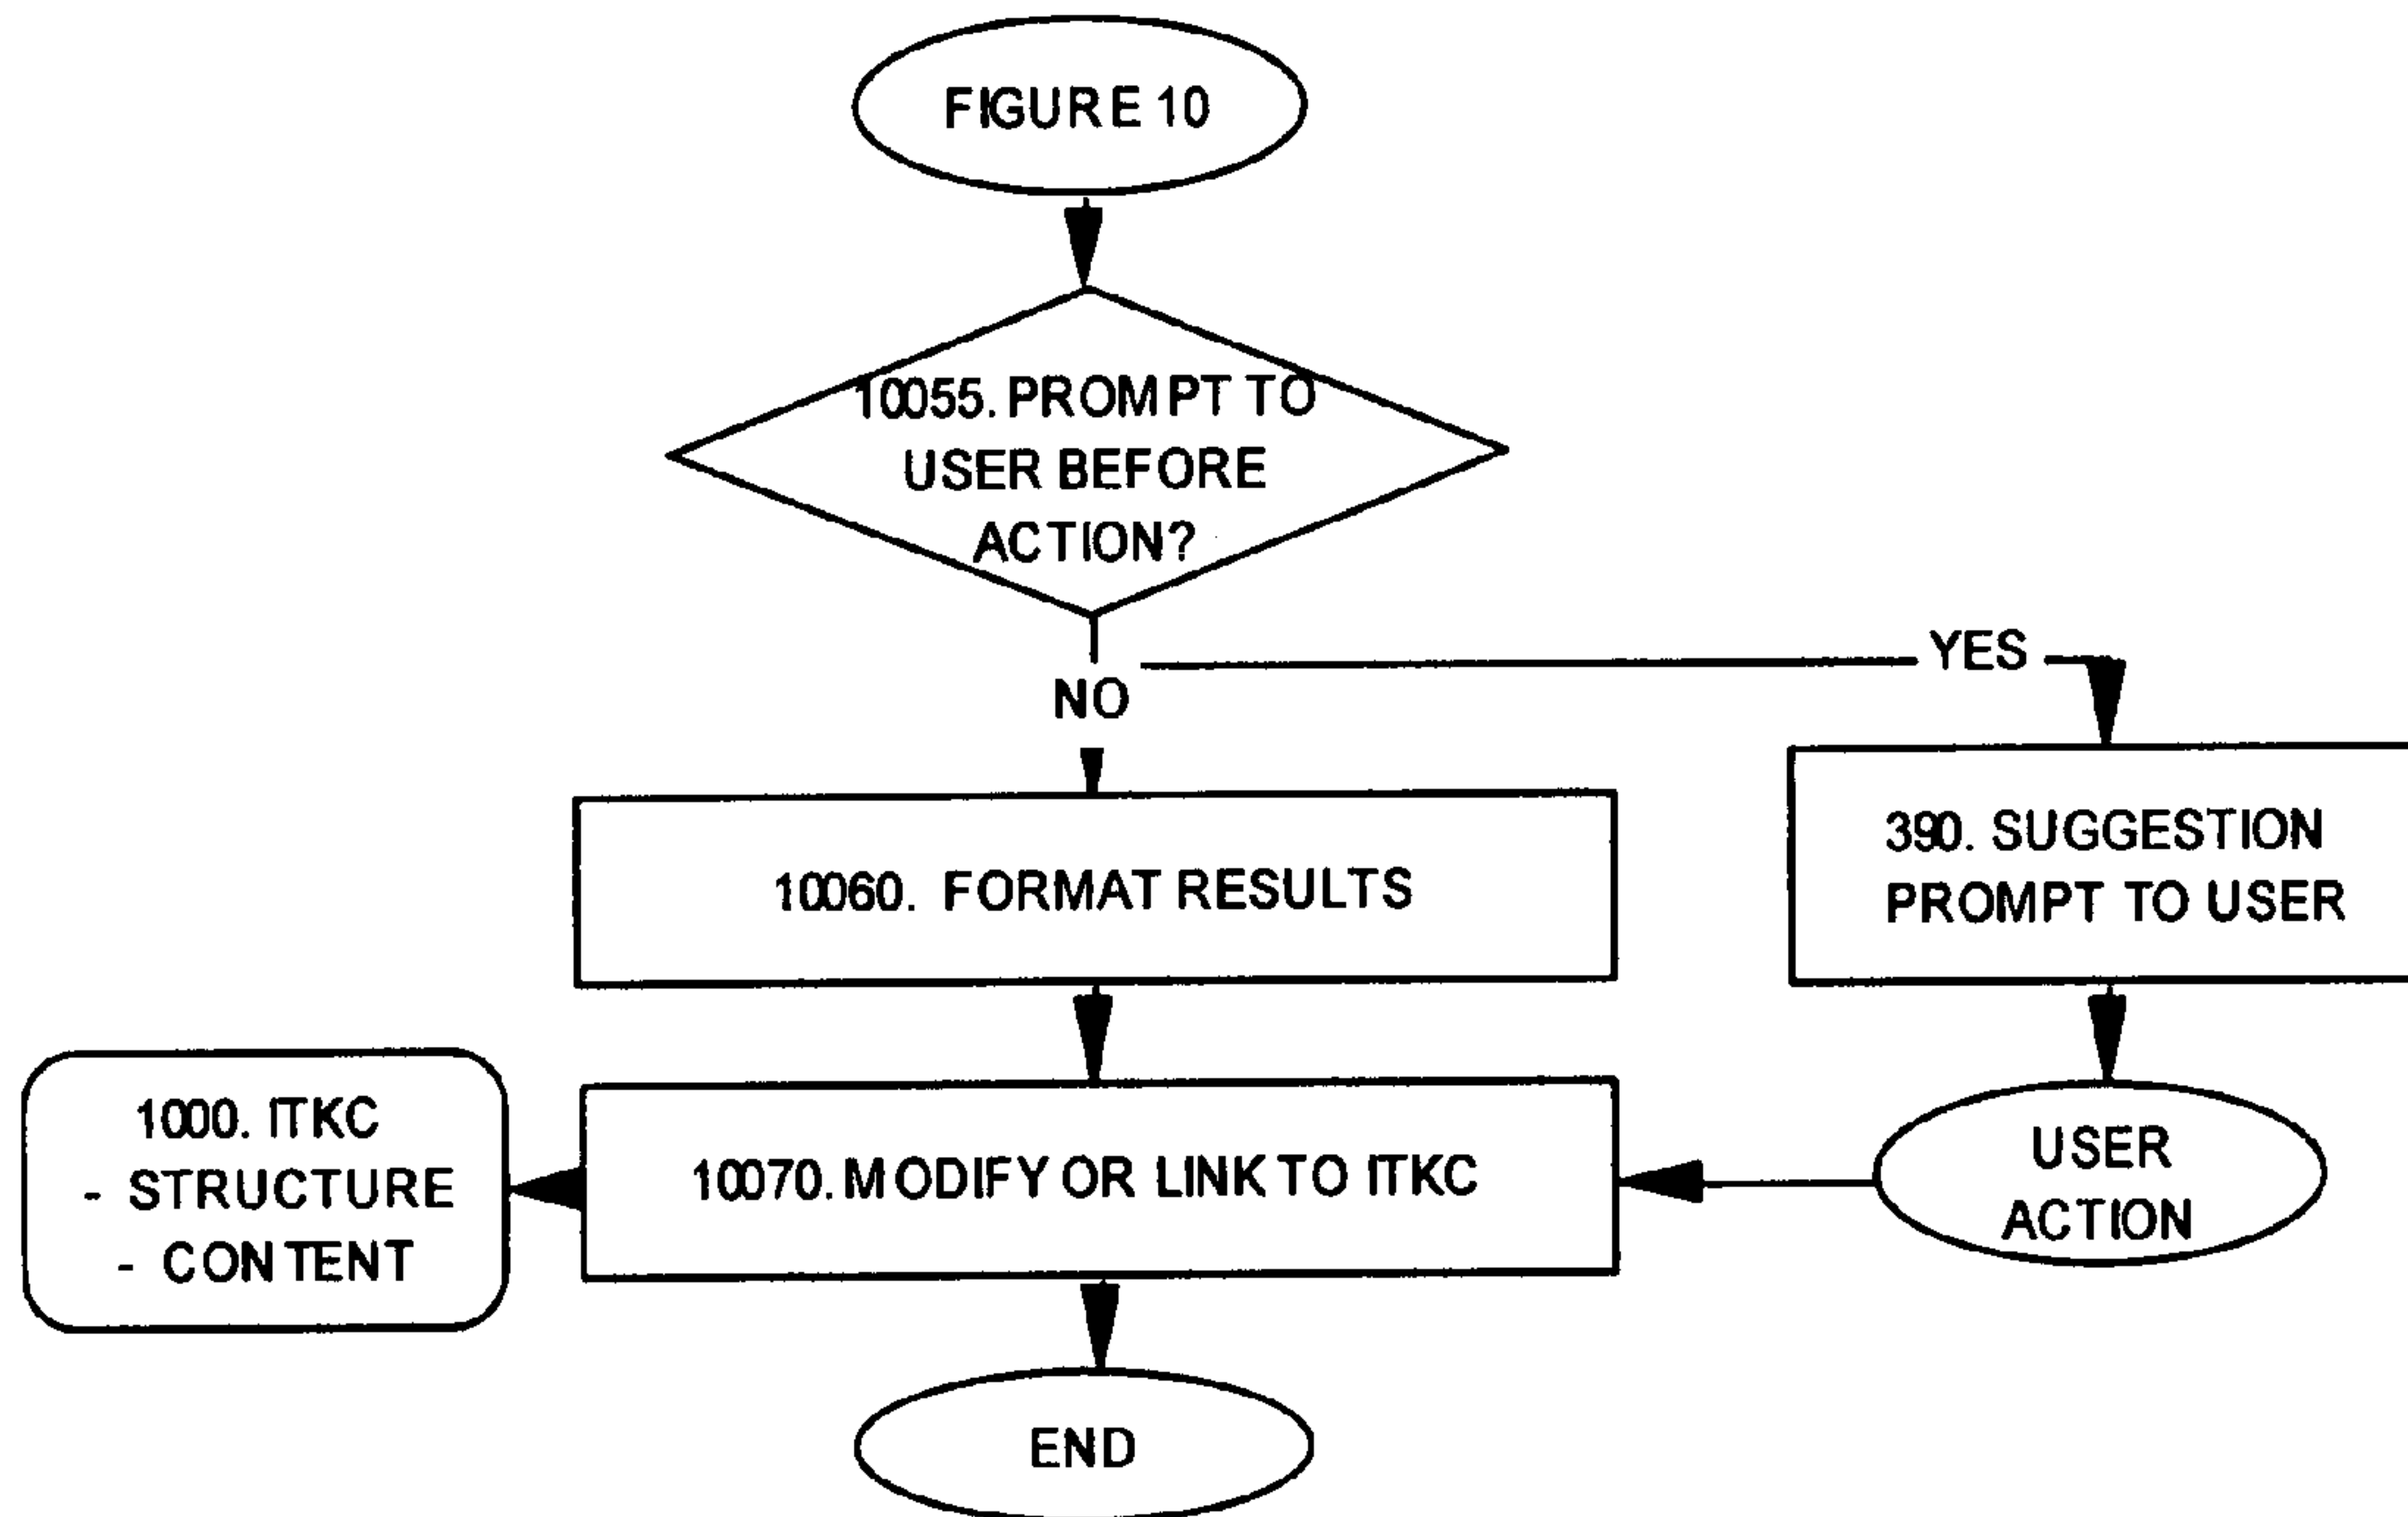 FIGURE 10
10055. PROMPT TO
USER BEFORE
ACTION?
YES
NO
390. SUGGESTION
PROMPT TO USER
10060. FORMAT RESULTS
1000. ITKC
- STRUCTURE
- CONTENT
10070. MODIFY OR LINK TO ITKC
USER
ACTION
END